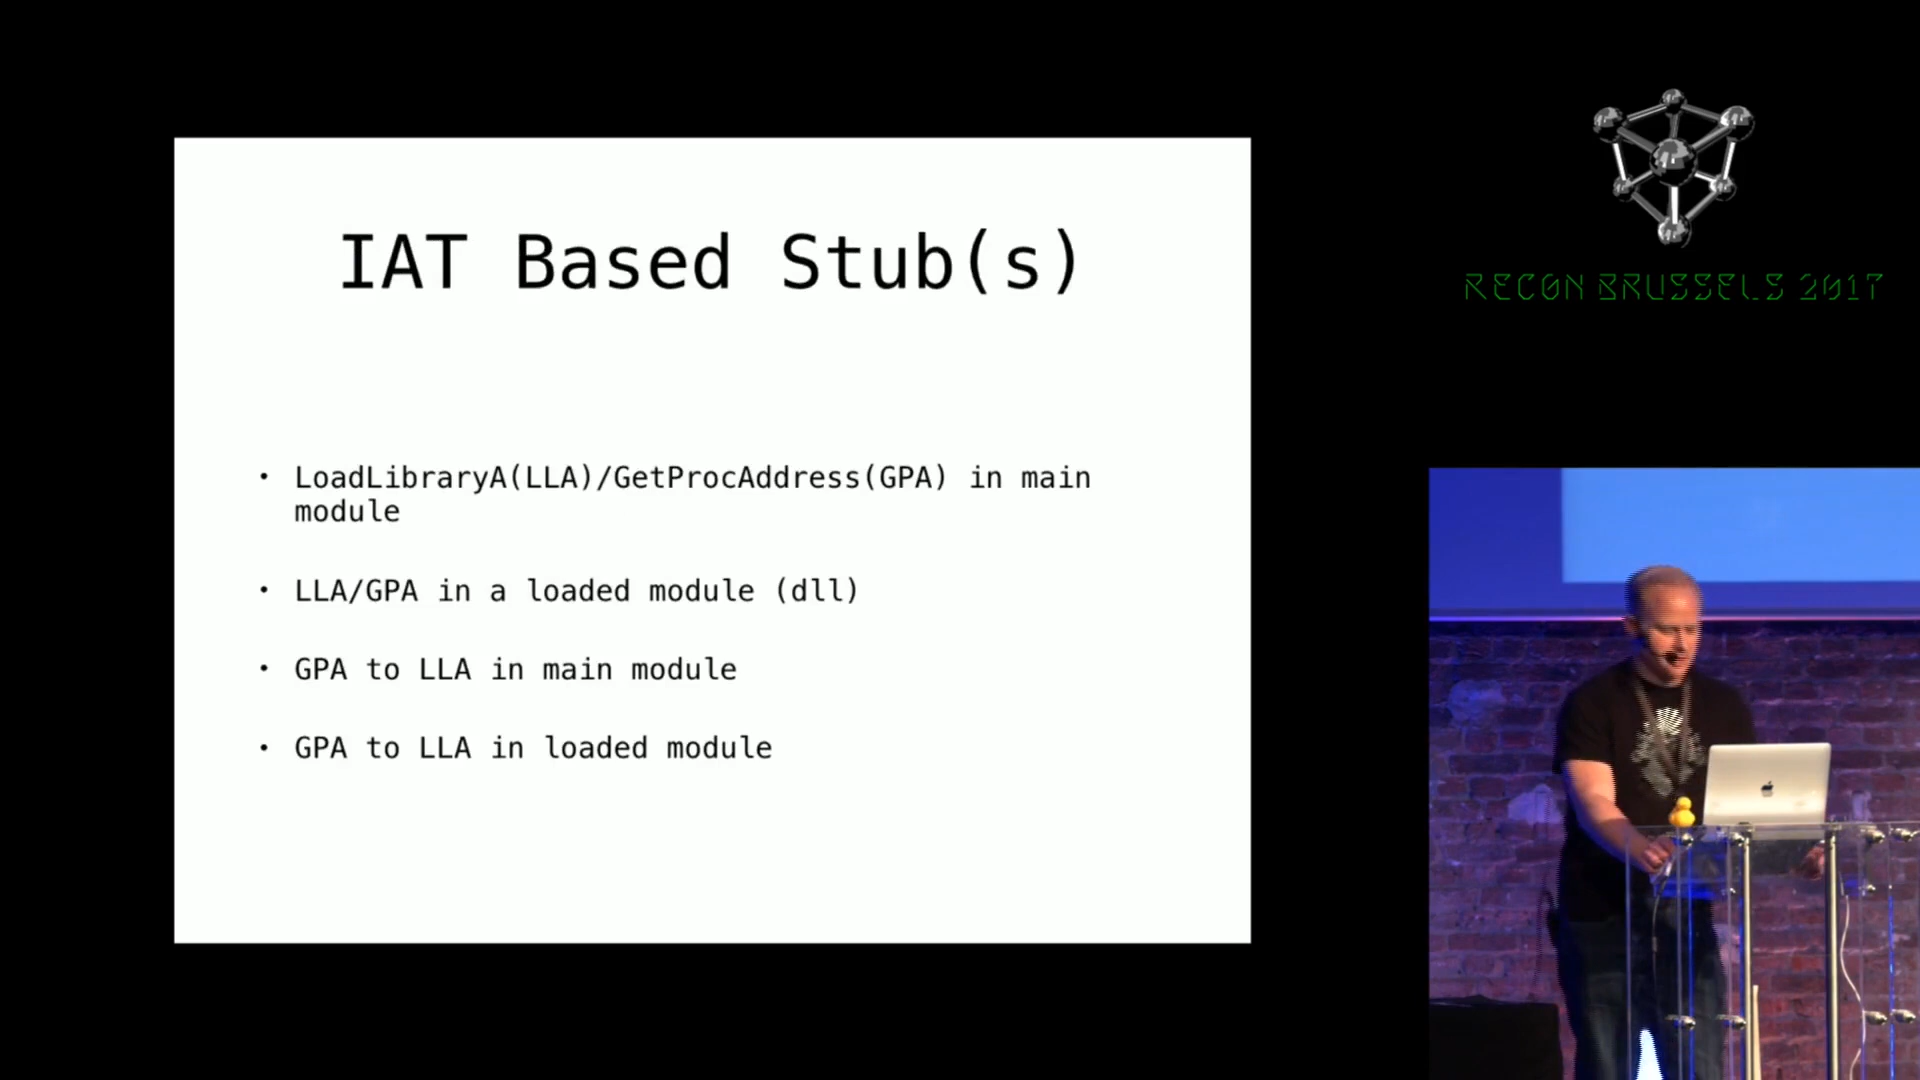 IAT Based Stub(s)
• LoadLibraryA(LLA)/GetProcAddress(GPA) in main
module
• LLA/GPA in a loaded module (dll)
• GPA to LLA in main module
• GPA to LLA in loaded module
RECON BRUSSELS 2017